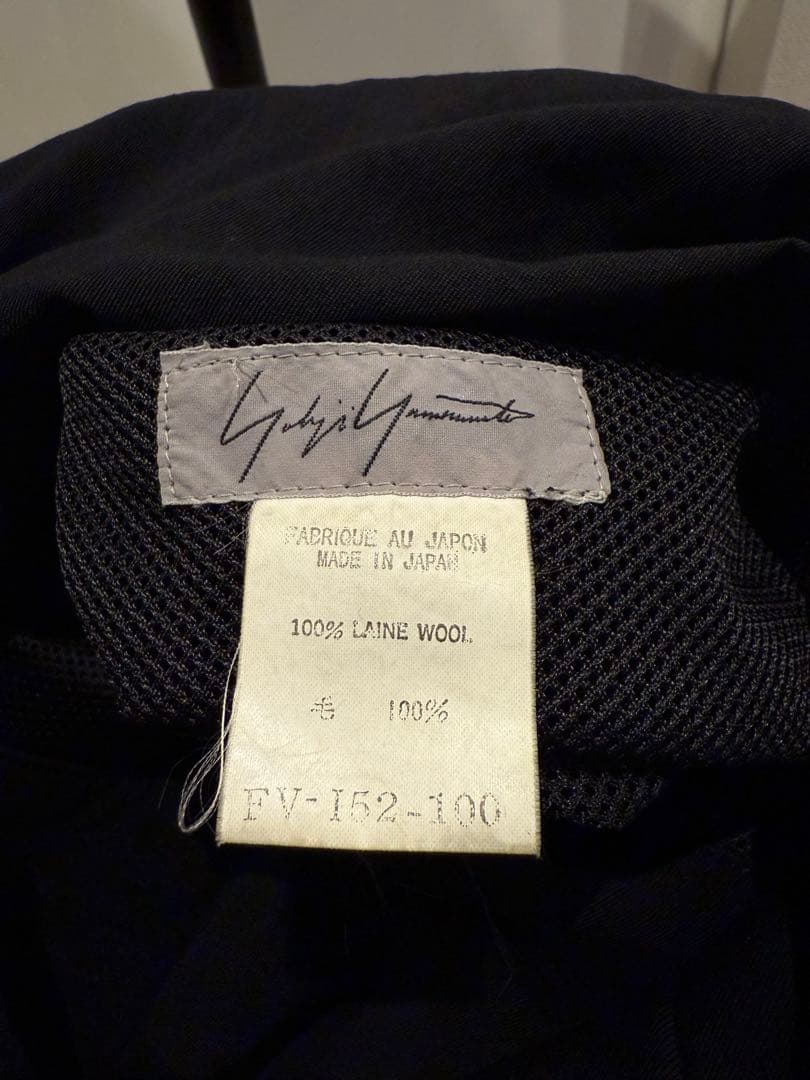 Yohji Yamamoto
FABRIQUE AU JAPON
MADE IN JAPAN
100% LAINE WOOL
毛 100%
FV-I52-100